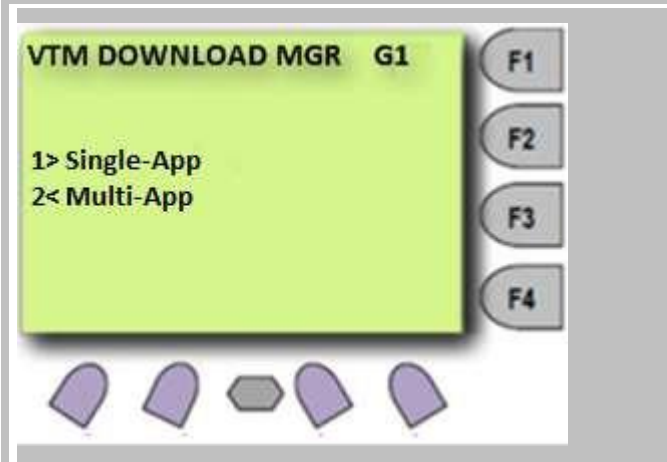 VTM DOWNLOAD MGR G1
F1
F2
1> Single-App
2< Multi-App
F3
F4